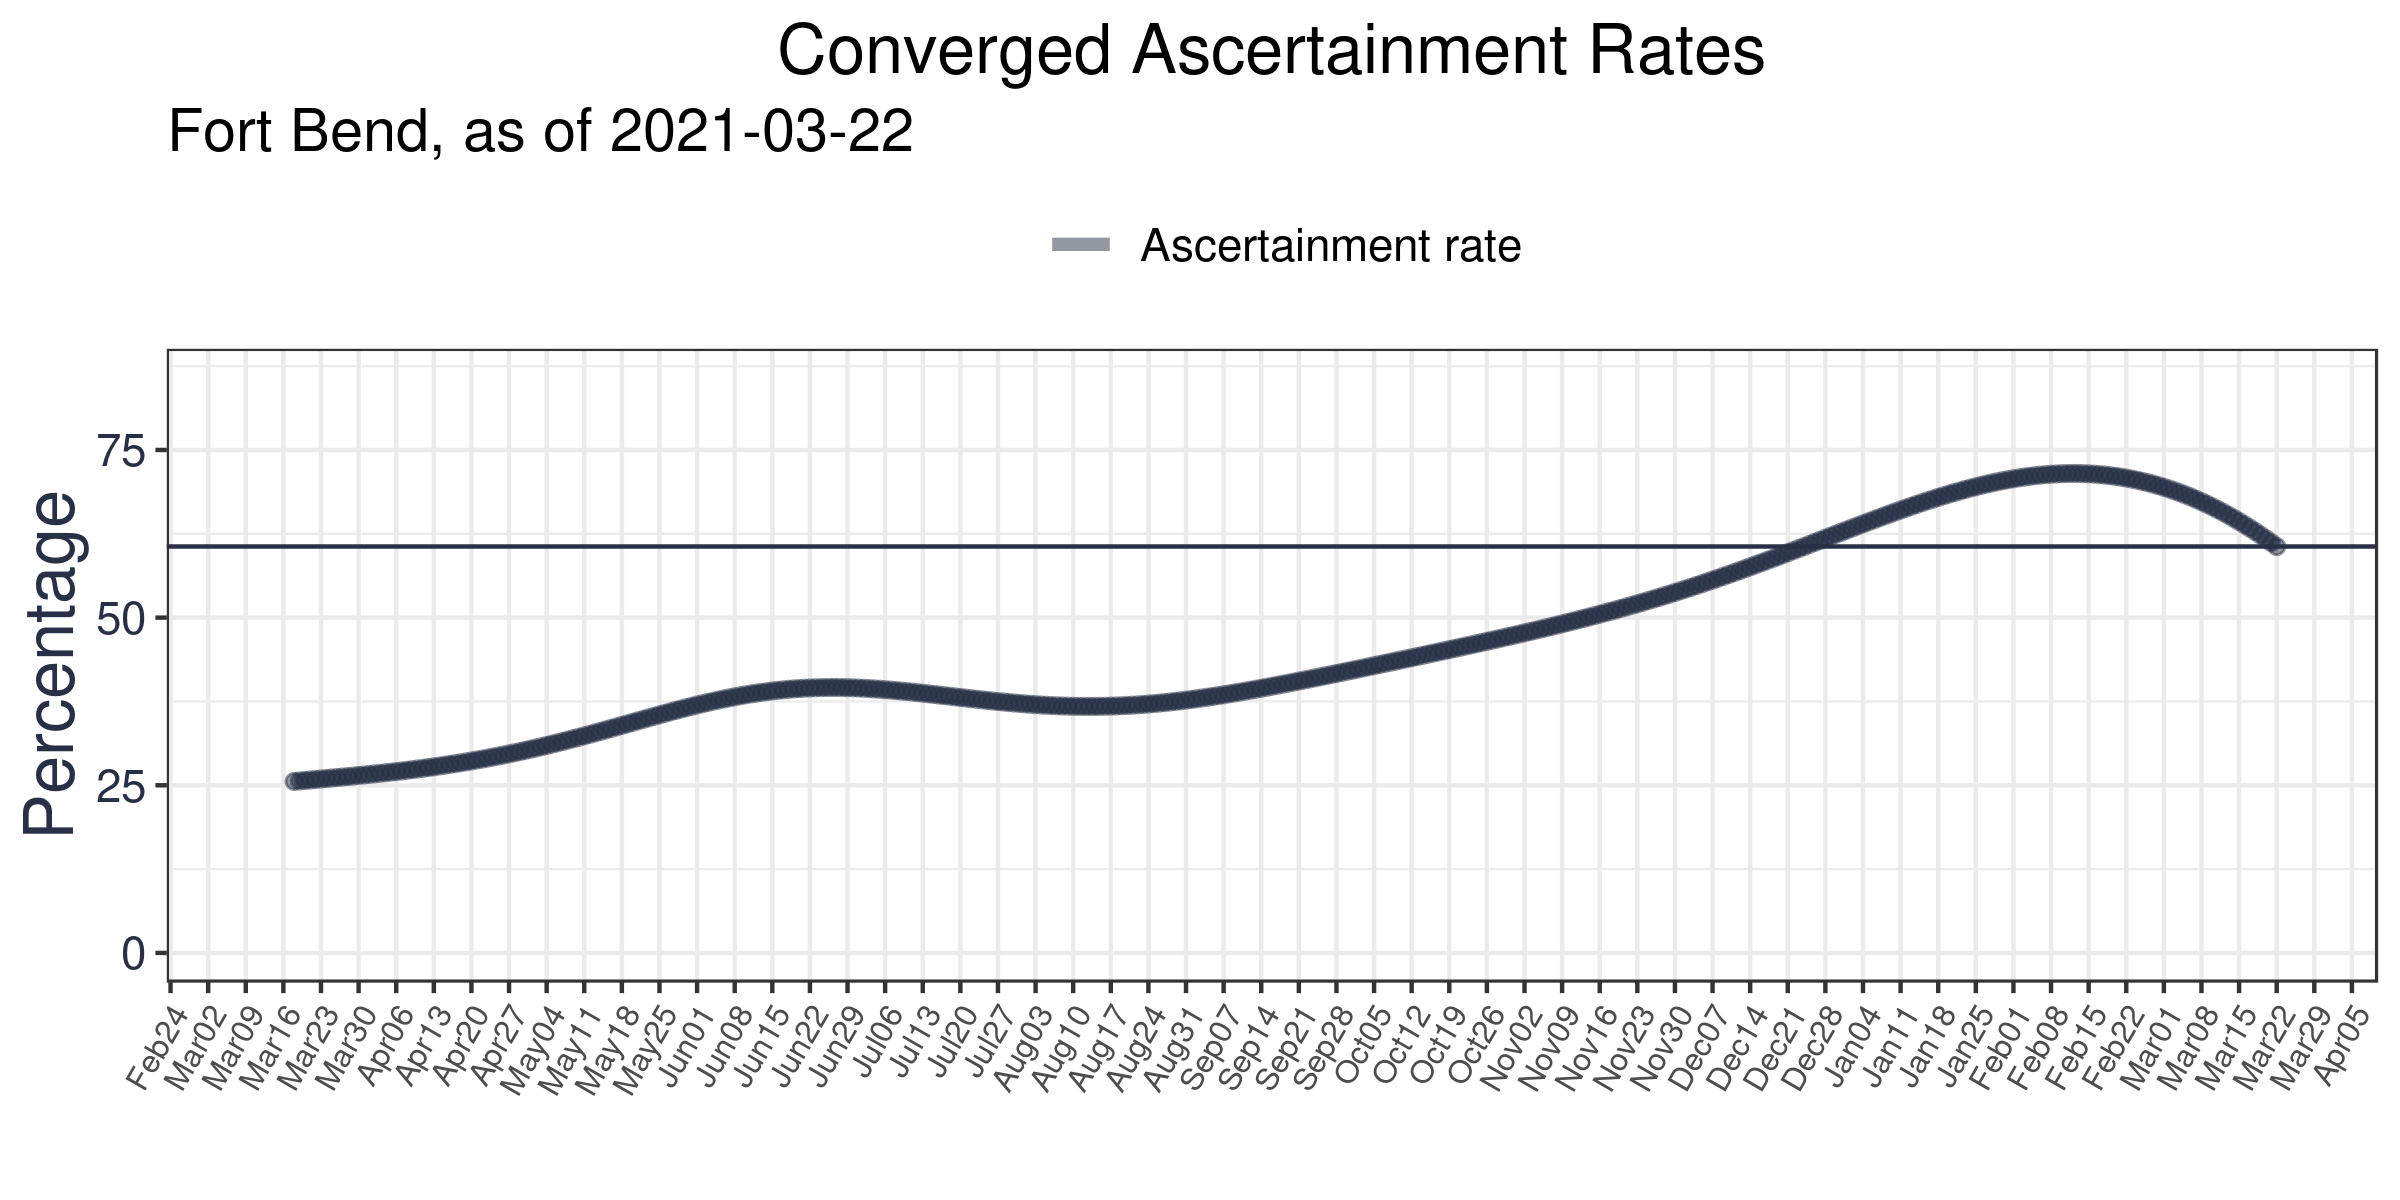 Converged Ascertainment Rates
Fort Bend, as of 2021-03-22
Ascertainment rate
Percentage
75
50
25
0
Feb24 Mar02 Mar09 Mar16 Mar23 Mar30 Apr06 Apr13 Apr20 Apr27 May04 May11 May18 May25 Jun01 Jun08 Jun15 Jun22 Jun29 Jul06 Jul13 Jul20 Jul27 Aug03 Aug10 Aug17 Aug24 Aug31 Sep07 Sep14 Sep21 Sep28 Oct05 Oct12 Oct19 Oct26 Nov02 Nov09 Nov16 Nov23 Nov30 Dec07 Dec14 Dec21 Dec28 Jan04 Jan11 Jan18 Jan25 Feb01 Feb08 Feb15 Feb22 Mar01 Mar08 Mar15 Mar22 Mar29 Apr05